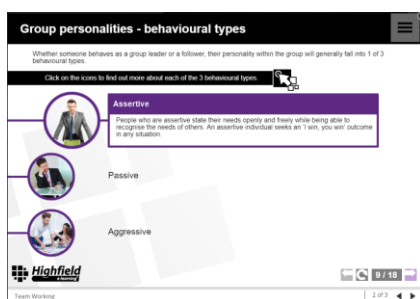 Group personalities - behavioural types
Whether someone behaves as a group leader or a follower, their personality within the group will generally fall into 1 of 3
behavioural types.
Click on the icons to find out more about each of the 3 behavioural types.
Assertive
People who are assertive state their needs openly and freely while being able to
recognise the needs of others. An assertive individual seeks an 'I win, you win' outcome
in any situation.
Passive
Aggressive
Highfield
e-learning
9 / 18
Team Working
2 of 3